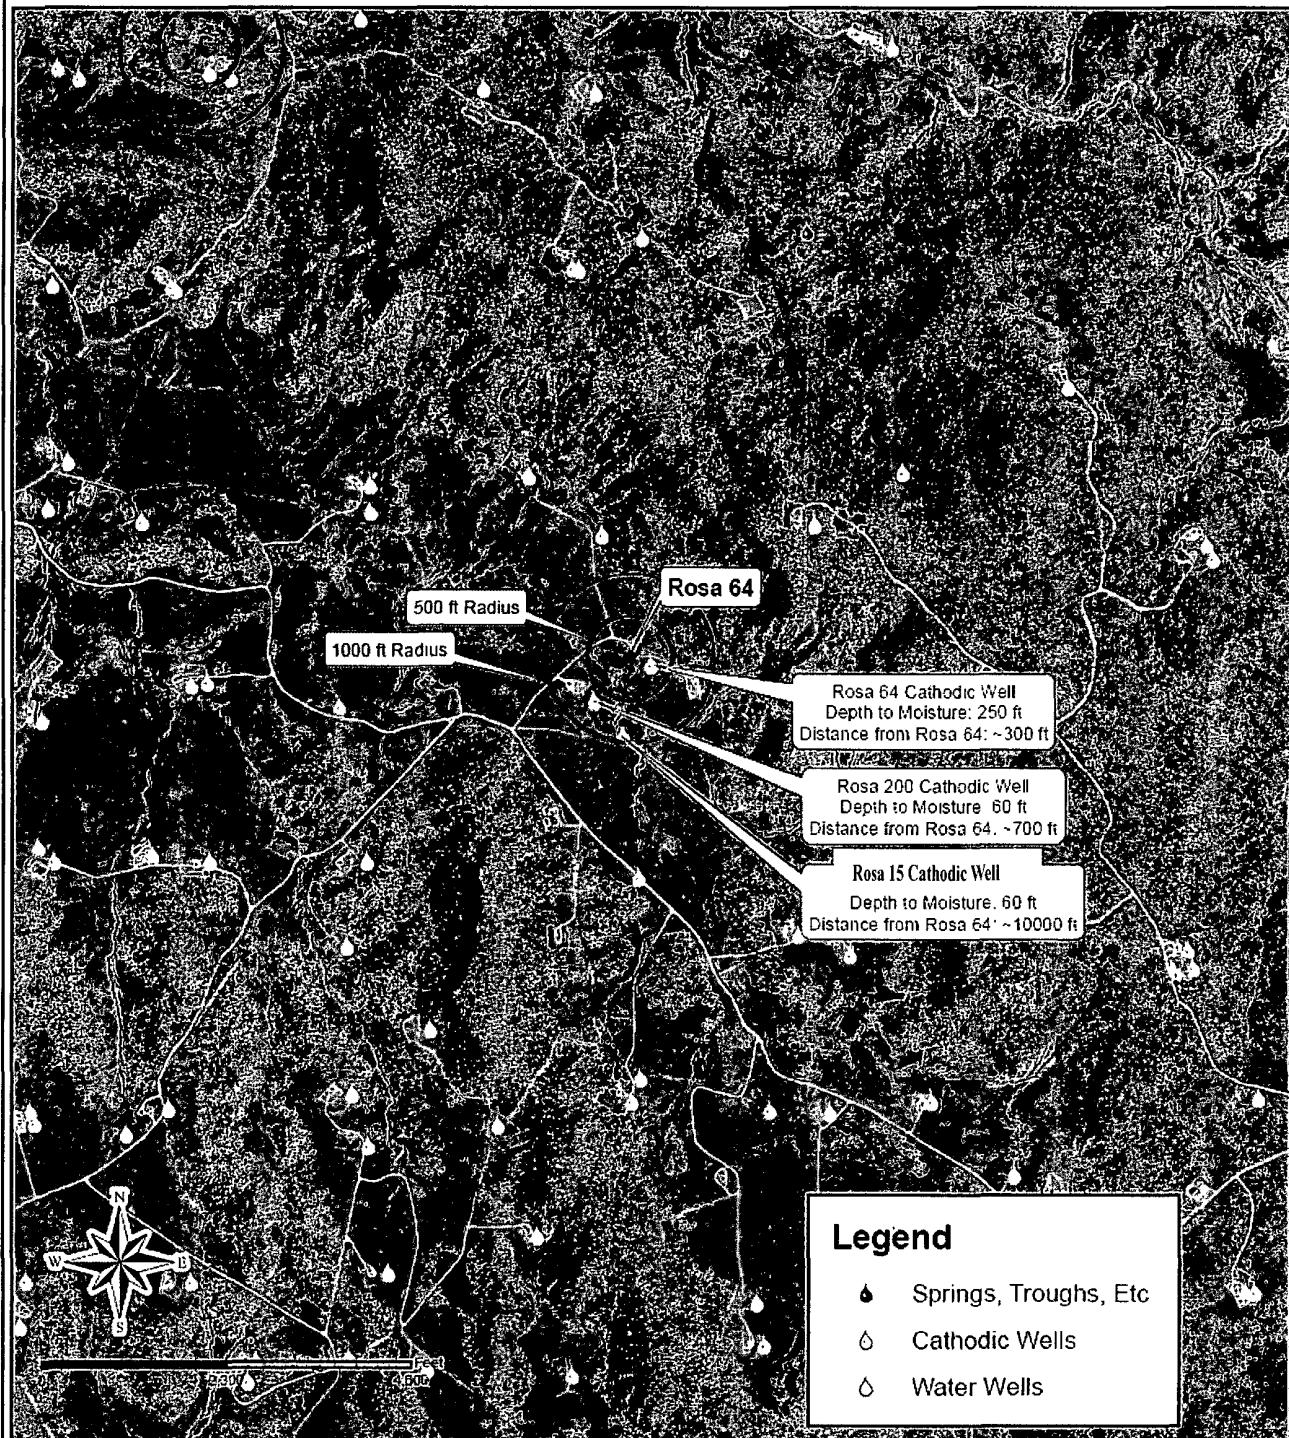 Rosa 64
500 ft Radius
1000 ft Radius
Rosa 64 Cathodic Well
Depth to Moisture: 250 ft
Distance from Rosa 64: ~300 ft
Rosa 200 Cathodic Well
Depth to Moisture. 60 ft
Distance from Rosa 64. ~700 ft
Rosa 15 Cathodic Well
Depth to Moisture. 60 ft
Distance from Rosa 64: ~10000 ft
N
W
E
S
Feet
Legend
Springs, Troughs, Etc
Cathodic Wells
Water Wells